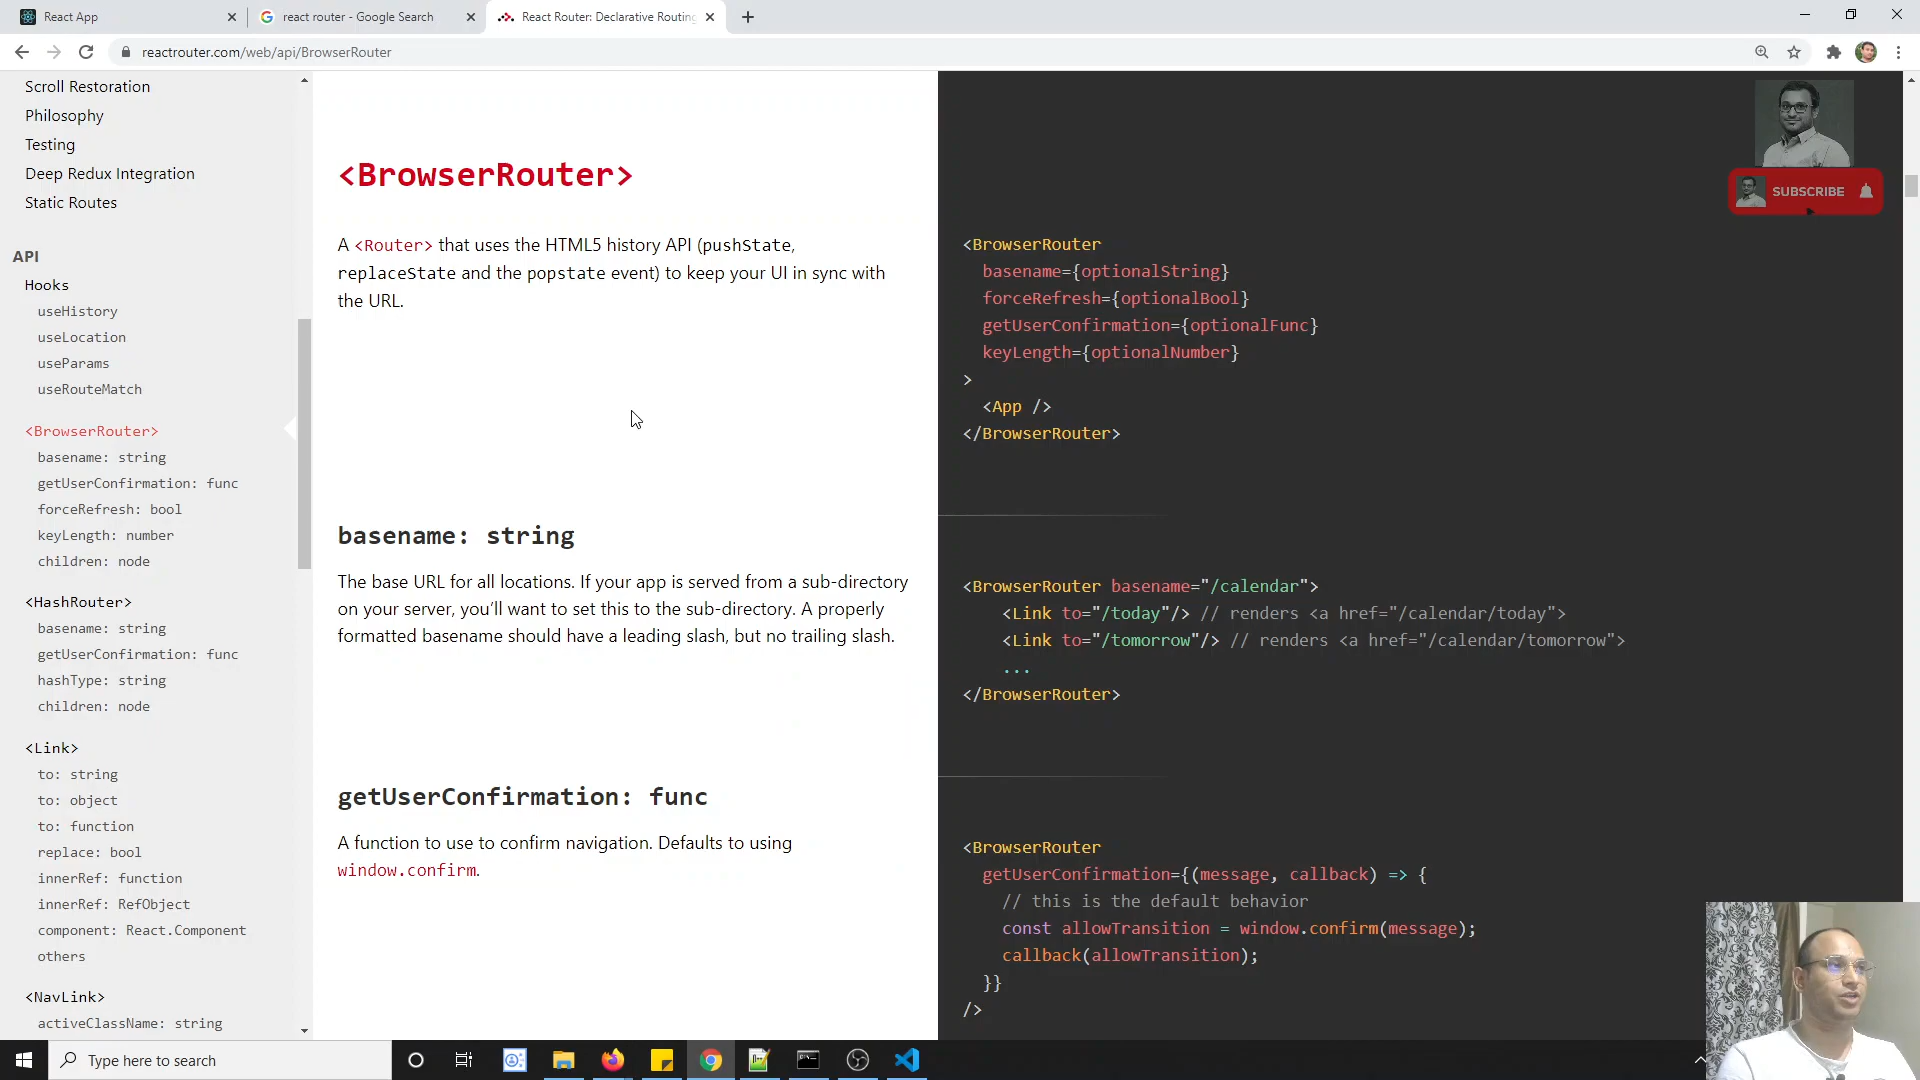 React App
react router - Google Search
React Router: Declarative Routing
reactrouter.com/web/api/BrowserRouter
Scroll Restoration
Philosophy
Testing
Deep Redux Integration
Static Routes
API
Hooks
useHistory
useLocation
useParams
useRouteMatch
<BrowserRouter>
basename: string
getUserConfirmation: func
forceRefresh: bool
keyLength: number
children: node
<HashRouter>
basename: string
getUserConfirmation: func
hashType: string
children: node
<Link>
to: string
to: object
to: function
replace: bool
innerRef: function
innerRef: RefObject
component: React.Component
others
<NavLink>
activeClassName: string
<BrowserRouter>
A <Router> that uses the HTML5 history API (pushState,
replaceState and the popstate event) to keep your UI in sync with
the URL.
basename: string
The base URL for all locations. If your app is served from a sub-directory
on your server, you’ll want to set this to the sub-directory. A properly
formatted basename should have a leading slash, but no trailing slash.
getUserConfirmation: func
A function to use to confirm navigation. Defaults to using
window.confirm.
SUBSCRIBE
<BrowserRouter
basename={optionalString}
forceRefresh={optionalBool}
getUserConfirmation={optionalFunc}
keyLength={optionalNumber}
>
<App />
</BrowserRouter>
<BrowserRouter basename="/calendar">
<Link to="/today"/> // renders <a href="/calendar/today">
<Link to="/tomorrow"/> // renders <a href="/calendar/tomorrow">
...
</BrowserRouter>
<BrowserRouter
getUserConfirmation={(message, callback) => {
// this is the default behavior
const allowTransition = window.confirm(message);
callback(allowTransition);
}}
/>
Type here to search